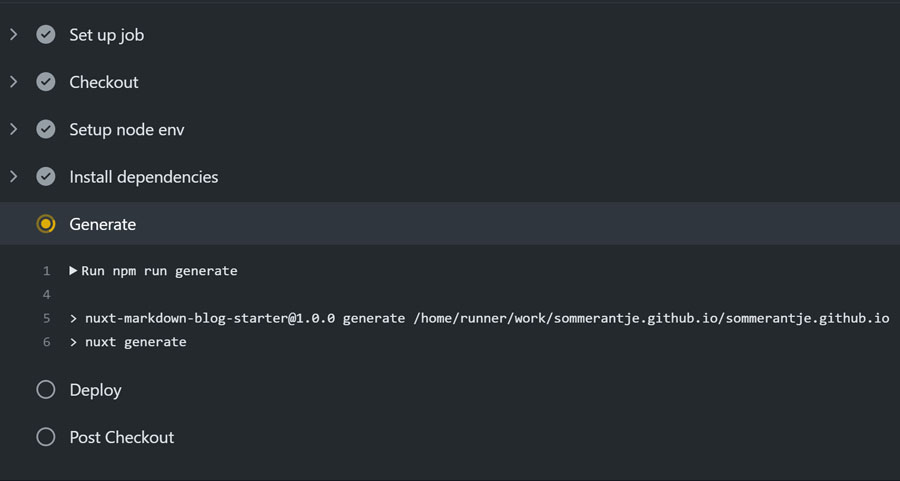 Set up job
Checkout
Setup node env
Install dependencies
Generate
1 Run npm run generate
4
5 > nuxt-markdown-blog-starter@1.0.0 generate /home/runner/work/sommerantje.github.io/sommerantje.github.io
6 > nuxt generate
Deploy
Post Checkout